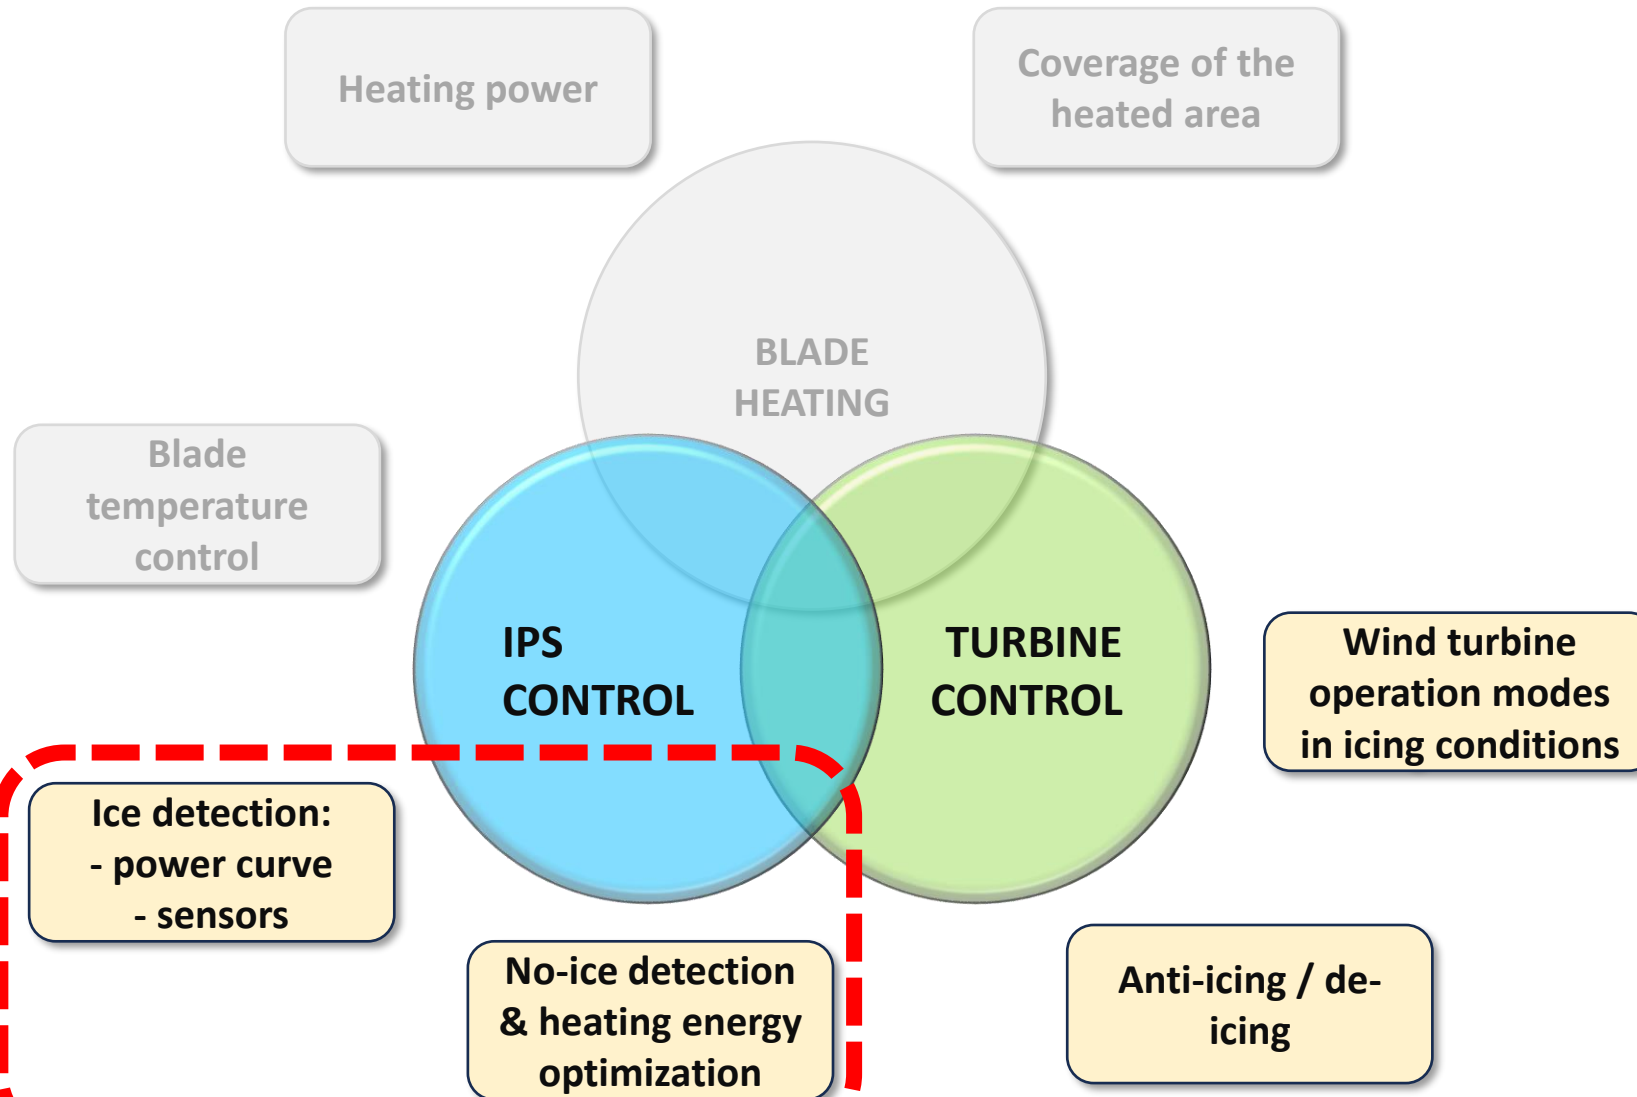 Heating power
Coverage of the
heated area
BLADE
HEATING
Blade
temperature
control
IPS
CONTROL
TURBINE
CONTROL
Wind turbine
operation modes
in icing conditions
Ice detection:
- power curve
- sensors
No-ice detection
& heating energy
optimization
Anti-icing / de-
icing